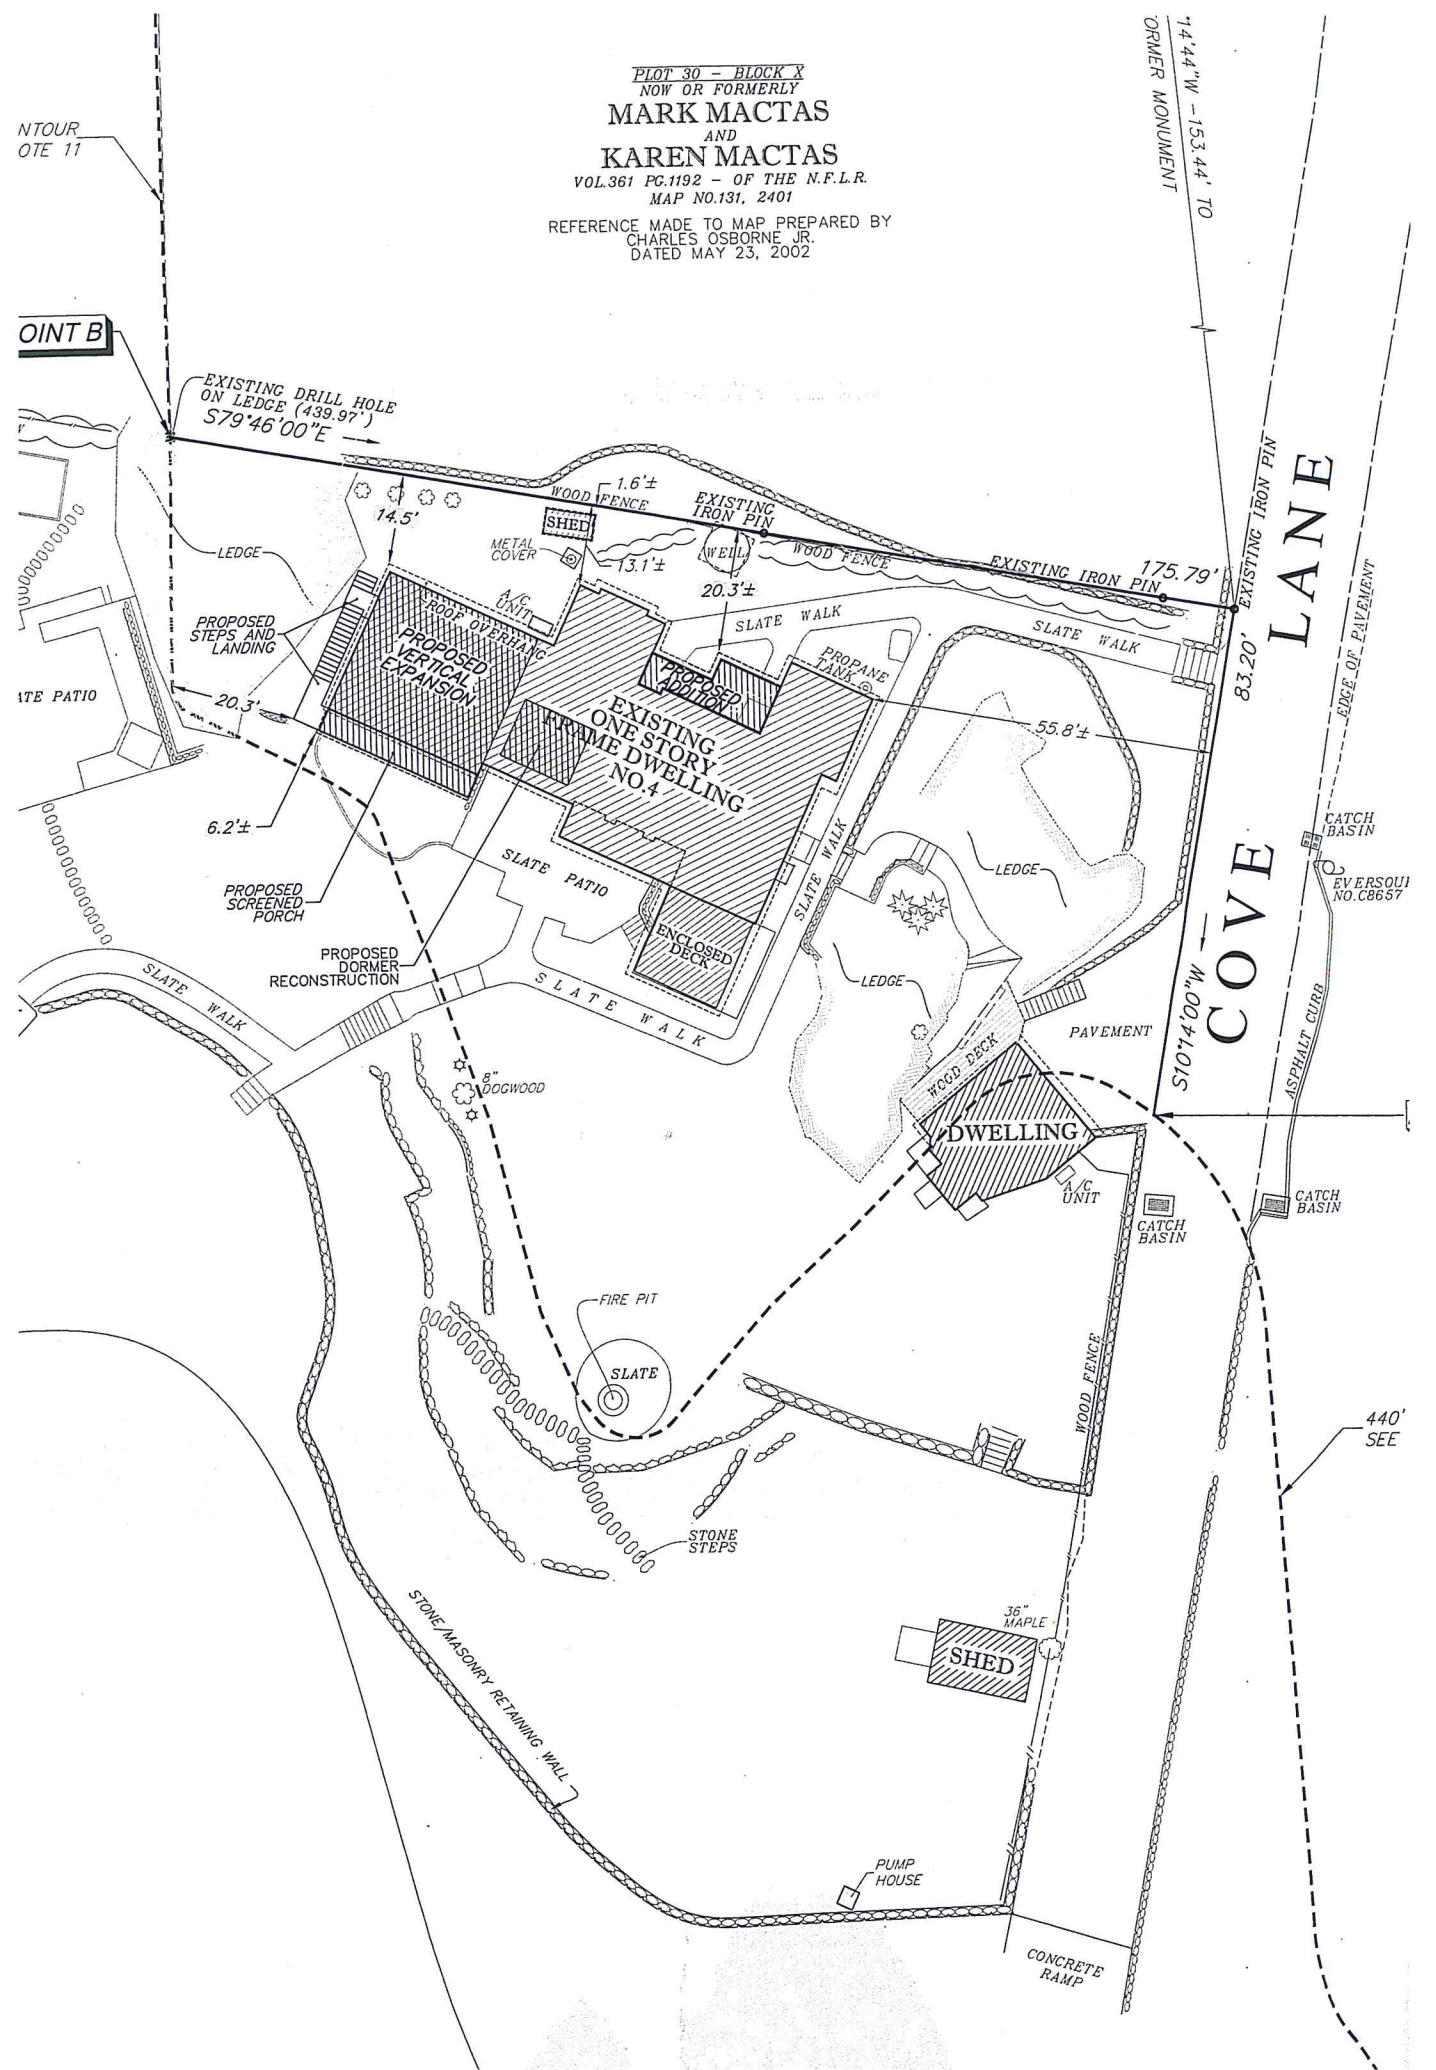 PLOT 30 - BLOCK X
NOW OR FORMERLY
MARK MACTAS
AND
KAREN MACTAS
VOL.361 PG.1192 - OF THE N.F.L.R.
MAP NO.131, 2401
REFERENCE MADE TO MAP PREPARED BY
CHARLES OSBORNE JR.
DATED MAY 23, 2002
°14'44"W -153.44' TO
ORMER MONUMENT
NTOUR
OTE 11
OINT B
EXISTING DRILL HOLE
ON LEDGE (439.97')
S79°46'00"E
WOOD FENCE
1.6'±
EXISTING
IRON PIN
14.5'
SHED
METAL
COVER
13.1'±
WELL
WOOD FENCE
EXISTING IRON PIN
175.79'
EXISTING IRON PIN
83.20'
LANE
EDGE OF PAVEMENT
LEDGE
A/C
UNIT
ROOF OVERHANG
20.3'±
SLATE WALK
SLATE WALK
PROPOSED
STEPS AND
LANDING
PROPOSED
VERTICAL
EXPANSION
PROPOSED
ADDITION
PROPANE
TANK
ATE PATIO
20.3'
EXISTING
ONE STORY
FRAME DWELLING
NO.4
55.8'±
6.2'±
CATCH
BASIN
SLATE PATIO
SLATE WALK
LEDGE
EVERSOU
NO.C8657
PROPOSED
SCREENED
PORCH
PROPOSED
DORMER
RECONSTRUCTION
ENCLOSED
DECK
COVE
SLATE WALK
SLATE WALK
LEDGE
S10°14'00"W
ASPHALT CURB
PAVEMENT
WOOD DECK
8"
DOGWOOD
DWELLING
A/C
UNIT
CATCH
BASIN
CATCH
BASIN
FIRE PIT
SLATE
WOOD FENCE
440'
SEE
STONE
STEPS
36"
MAPLE
SHED
STONE/MASONRY RETAINING WALL
PUMP
HOUSE
CONCRETE
RAMP